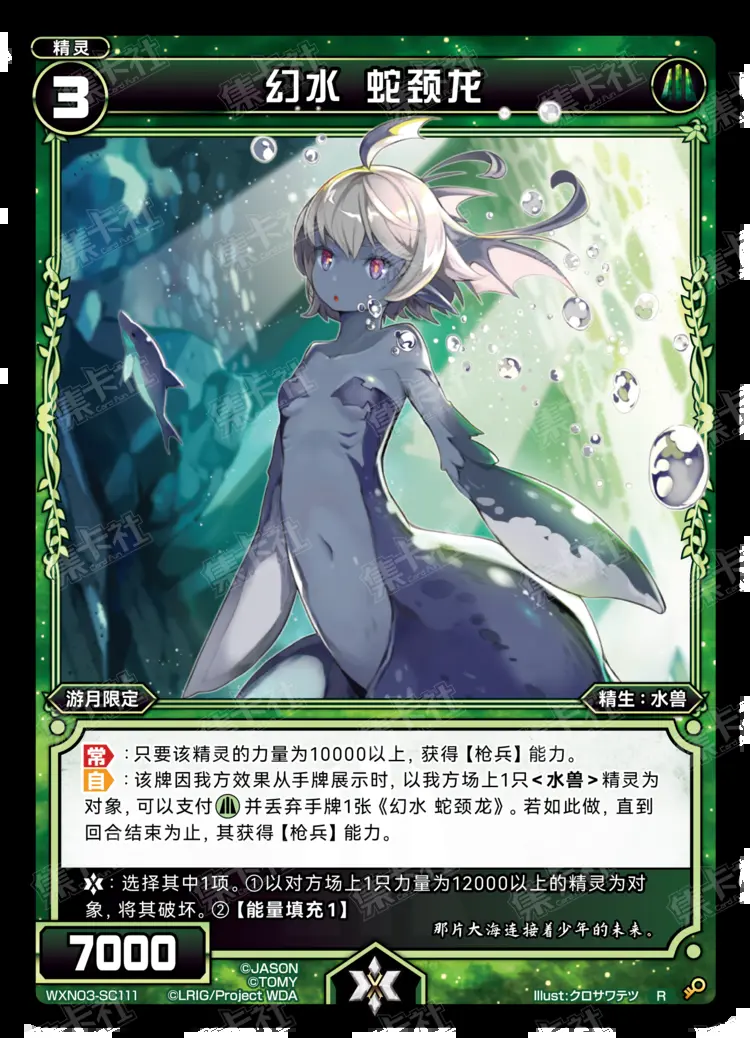 精灵
3
幻水 蛇颈龙
游月限定
精生：水兽
常：只要该精灵的力量为10000以上，获得【枪兵】能力。
自：该牌因我方效果从手牌展示时，以我方场上1只<水兽>精灵为
对象，可以支付 并丢弃手牌1张《幻水 蛇颈龙》。若如此做，直到
回合结束为止，其获得【枪兵】能力。
：选择其中1项。①以对方场上1只力量为12000以上的精灵为对
象，将其破坏。②【能量填充1】
那片大海连接着少年的未来。
7000
©JASON
©TOMY
WXN03-SC111 ©LRIG/Project WDA
Illust:クロサワテツ R
集卡社